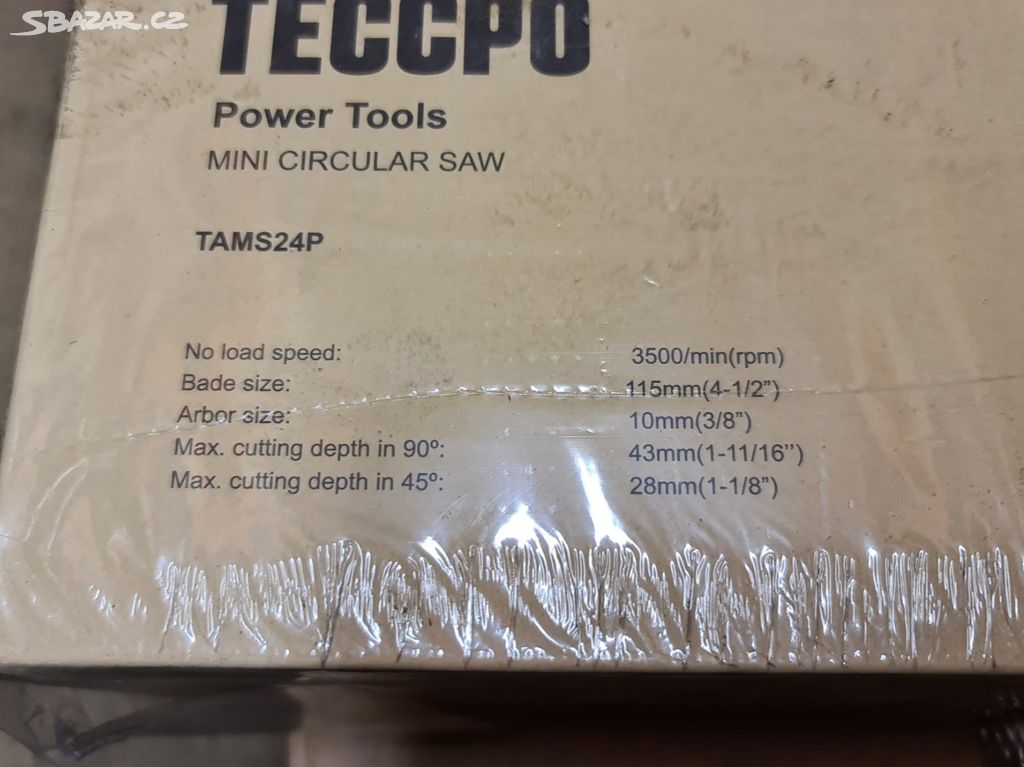 SBAZAR.CZ
TECCPO
Power Tools
MINI CIRCULAR SAW
TAMS24P
No load speed: 3500/min(rpm)
Bade size: 115mm(4-1/2")
Arbor size: 10mm(3/8")
Max. cutting depth in 90º: 43mm(1-11/16")
Max. cutting depth in 45º: 28mm(1-1/8")